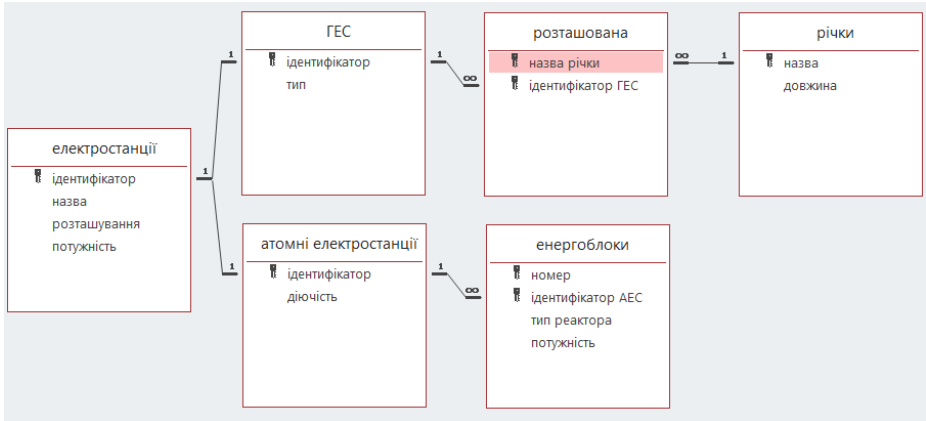 ГЕС
ідентифікатор
тип
розташована
назва річки
ідентифікатор ГЕС
річки
назва
довжина
електростанції
ідентифікатор
назва
розташування
потужність
атомні електростанції
ідентифікатор
діючість
енергоблоки
номер
ідентифікатор АЕС
тип реактора
потужність
1
1
1
∞
∞
1
1
1
∞